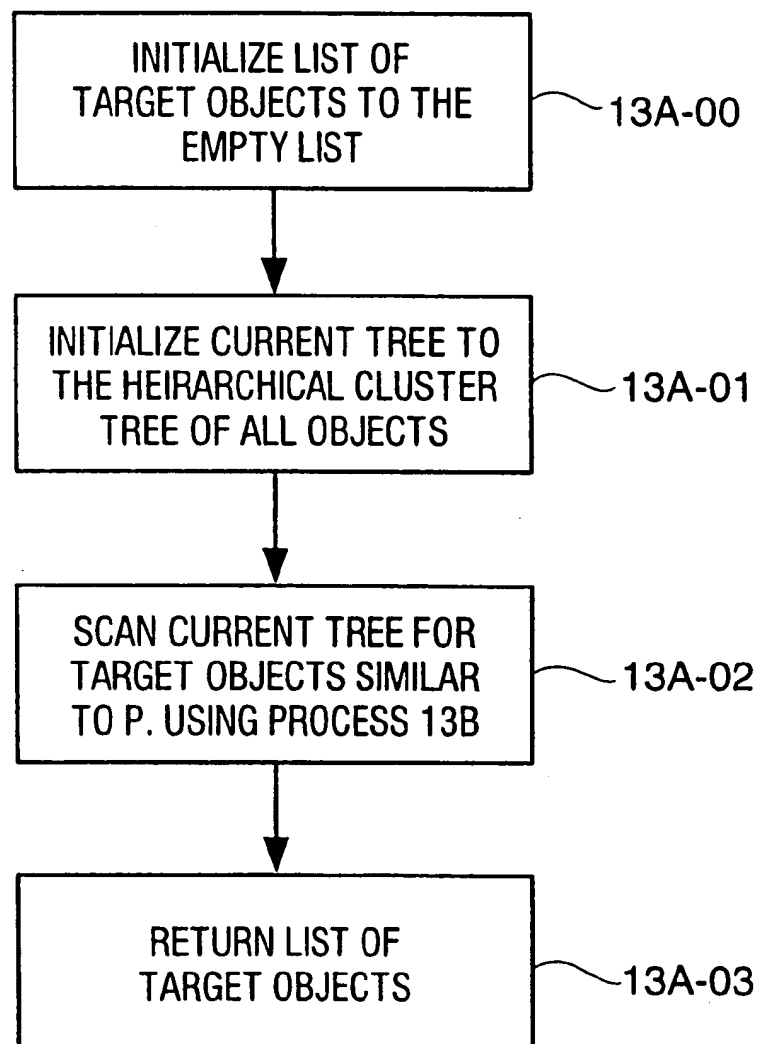 INITIALIZE LIST OF
TARGET OBJECTS TO THE
EMPTY LIST
13A-00
INITIALIZE CURRENT TREE TO
THE HEIRARCHICAL CLUSTER
TREE OF ALL OBJECTS
13A-01
SCAN CURRENT TREE FOR
TARGET OBJECTS SIMILAR
TO P. USING PROCESS 13B
13A-02
RETURN LIST OF
TARGET OBJECTS
13A-03